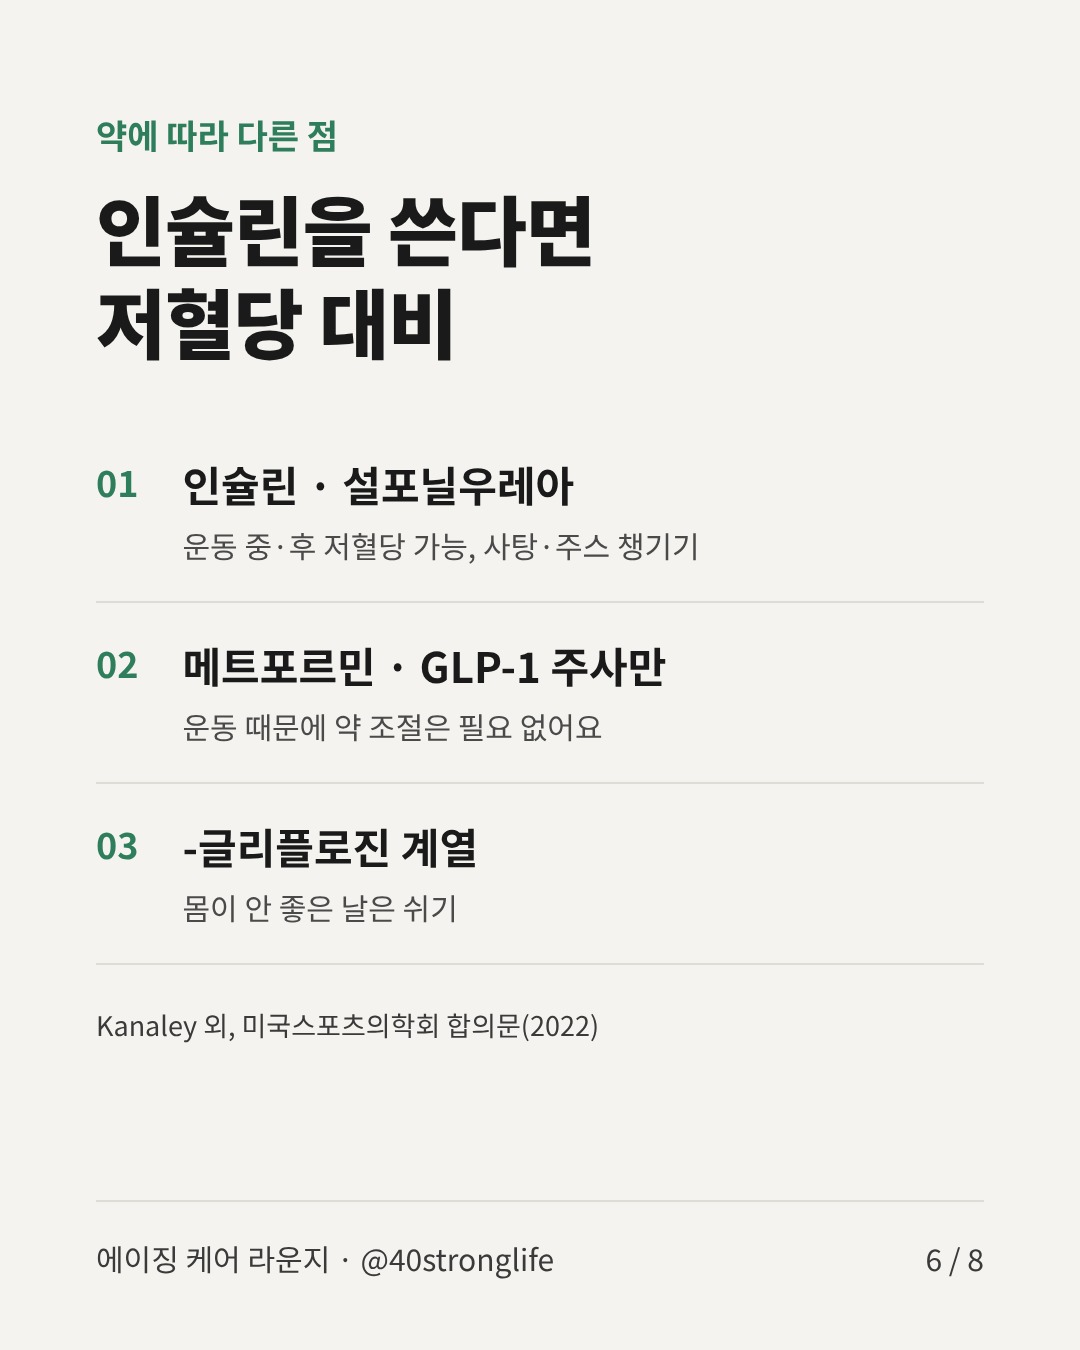 약에 따라 다른 점
인슐린을 쓴다면
저혈당 대비
01 인슐린 · 설포닐우레아
운동 중·후 저혈당 가능, 사탕·주스 챙기기
02 메트포르민 · GLP-1 주사만
운동 때문에 약 조절은 필요 없어요
03 -글리플로진 계열
몸이 안 좋은 날은 쉬기
Kanaley 외, 미국스포츠의학회 합의문(2022)
에이징 케어 라운지 · @40stronglife 6 / 8